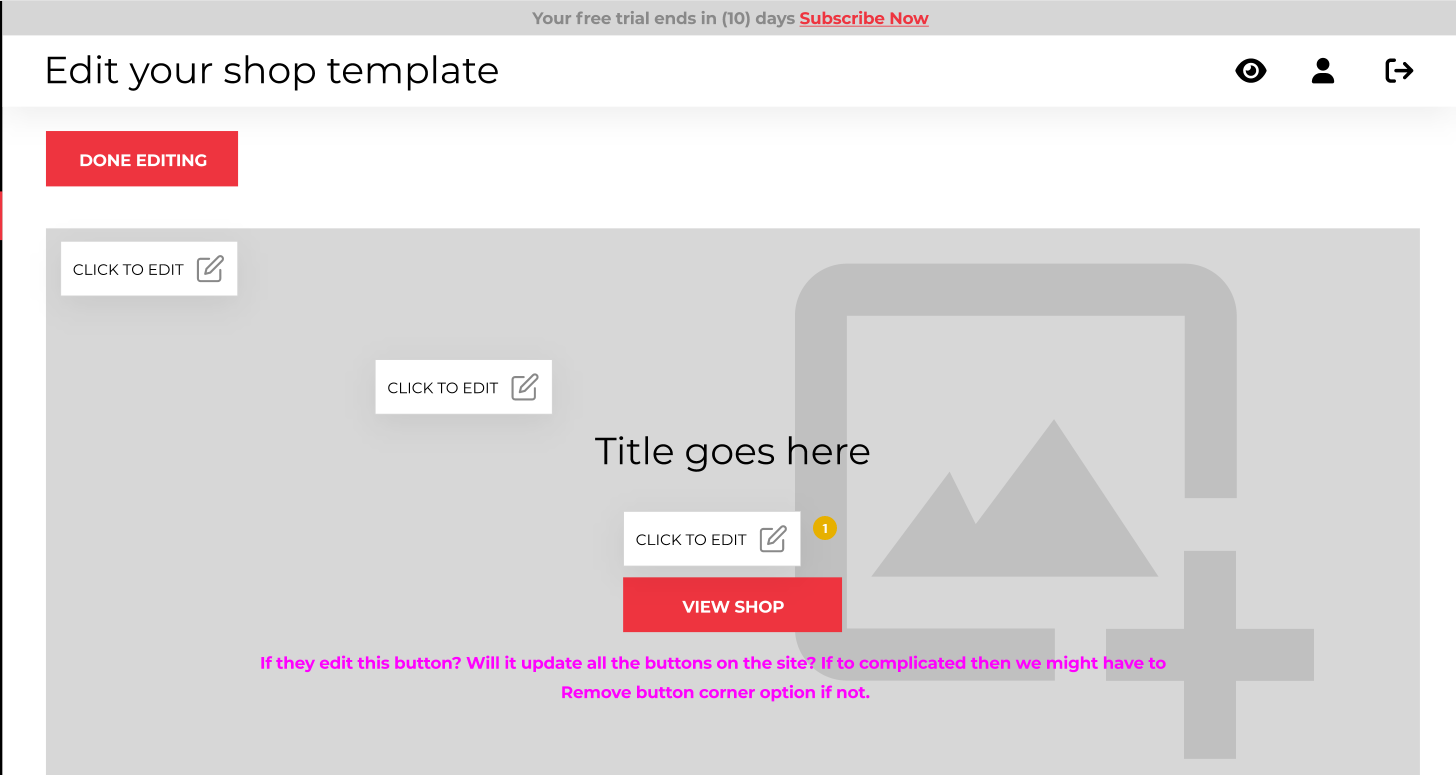 Your free trial ends in (10) days Subscribe Now
Edit your shop template
DONE EDITING
CLICK TO EDIT
CLICK TO EDIT
Title goes here
CLICK TO EDIT
1
VIEW SHOP
If they edit this button? Will it update all the buttons on the site? If to complicated then we might have to
Remove button corner option if not.